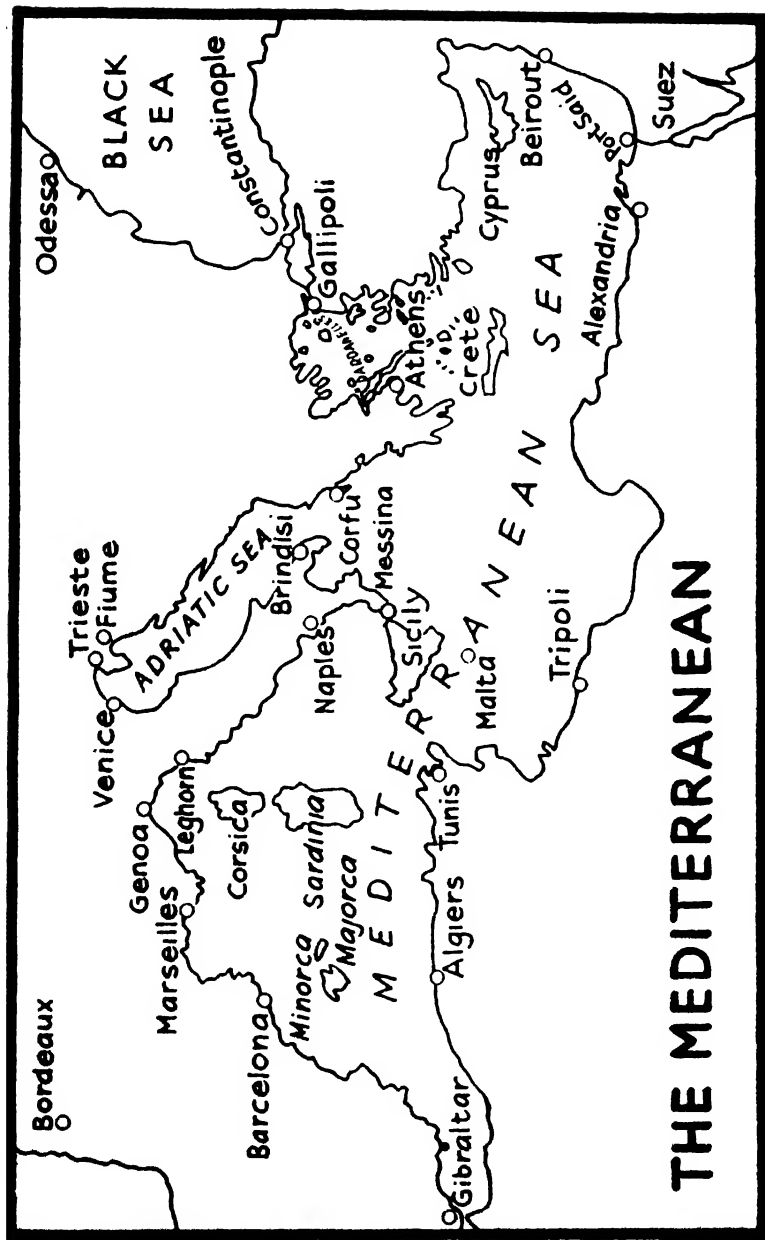 Bordeaux
Odessa
BLACK
SEA
Trieste
Fiume
Venice
Genoa
Leghorn
Marseilles
Barcelona
Corsica
Sardinia
Minorca
Majorca
ADRIATIC SEA
Constantinople
Gallipoli
DARDANELLES
Brindisi
Corfu
Naples
Messina
Sicily
Athens
Crete
Cyprus
Beirout
Port Said
Suez
Alexandria
MEDITERRANEAN SEA
Gibraltar
Algiers
Tunis
Malta
Tripoli
THE MEDITERRANEAN